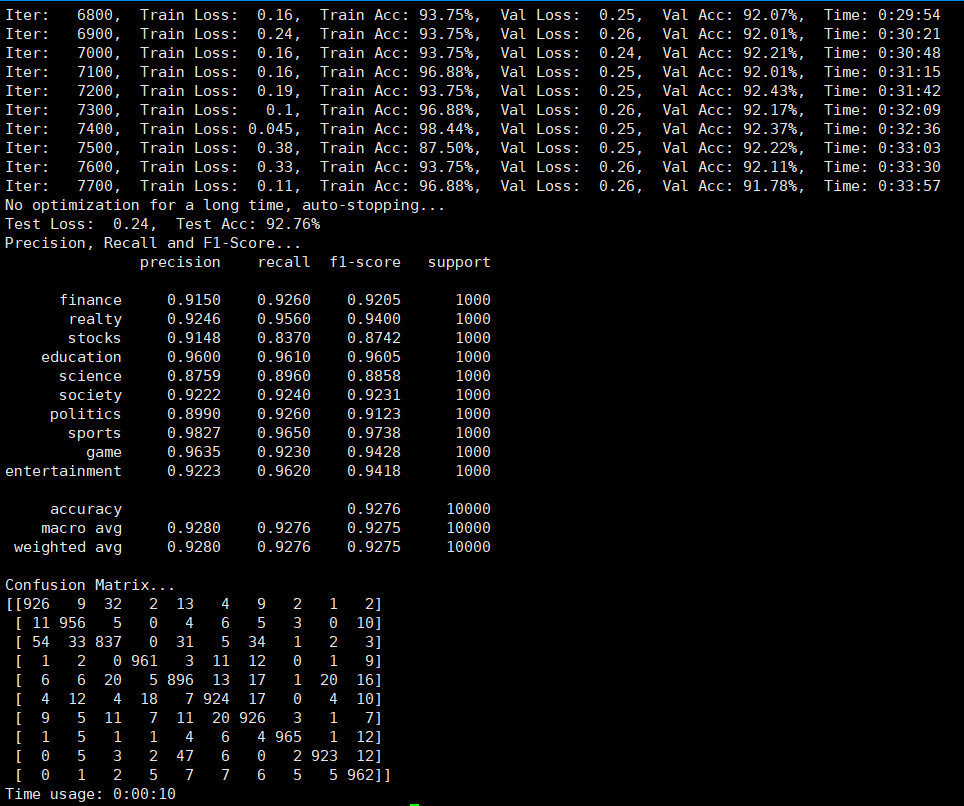 Iter:   6800,  Train Loss:  0.16,  Train Acc: 93.75%,  Val Loss:  0.25,  Val Acc: 92.07%,  Time: 0:29:54
Iter:   6900,  Train Loss:  0.24,  Train Acc: 93.75%,  Val Loss:  0.26,  Val Acc: 92.01%,  Time: 0:30:21
Iter:   7000,  Train Loss:  0.16,  Train Acc: 93.75%,  Val Loss:  0.24,  Val Acc: 92.21%,  Time: 0:30:48
Iter:   7100,  Train Loss:  0.16,  Train Acc: 96.88%,  Val Loss:  0.25,  Val Acc: 92.01%,  Time: 0:31:15
Iter:   7200,  Train Loss:  0.19,  Train Acc: 93.75%,  Val Loss:  0.25,  Val Acc: 92.43%,  Time: 0:31:42
Iter:   7300,  Train Loss:   0.1,  Train Acc: 96.88%,  Val Loss:  0.26,  Val Acc: 92.17%,  Time: 0:32:09
Iter:   7400,  Train Loss: 0.045,  Train Acc: 98.44%,  Val Loss:  0.25,  Val Acc: 92.37%,  Time: 0:32:36
Iter:   7500,  Train Loss:  0.38,  Train Acc: 87.50%,  Val Loss:  0.25,  Val Acc: 92.22%,  Time: 0:33:03
Iter:   7600,  Train Loss:  0.33,  Train Acc: 93.75%,  Val Loss:  0.26,  Val Acc: 92.11%,  Time: 0:33:30
Iter:   7700,  Train Loss:  0.11,  Train Acc: 96.88%,  Val Loss:  0.26,  Val Acc: 91.78%,  Time: 0:33:57
No optimization for a long time, auto-stopping...
Test Loss:  0.24,  Test Acc: 92.76%
Precision, Recall and F1-Score...
               precision    recall  f1-score   support
      finance     0.9150    0.9260    0.9205      1000
       realty     0.9246    0.9560    0.9400      1000
       stocks     0.9148    0.8370    0.8742      1000
    education     0.9600    0.9610    0.9605      1000
      science     0.8759    0.8960    0.8858      1000
      society     0.9222    0.9240    0.9231      1000
     politics     0.8990    0.9260    0.9123      1000
       sports     0.9827    0.9650    0.9738      1000
         game     0.9635    0.9230    0.9428      1000
entertainment     0.9223    0.9620    0.9418      1000
     accuracy                         0.9276     10000
    macro avg     0.9280    0.9276    0.9275     10000
 weighted avg     0.9280    0.9276    0.9275     10000
Confusion Matrix...
[[926   9  32   2  13   4   9   2   1   2]
 [ 11 956   5   0   4   6   5   3   0  10]
 [ 54  33 837   0  31   5  34   1   2   3]
 [  1   2   0 961   3  11  12   0   1   9]
 [  6   6  20   5 896  13  17   1  20  16]
 [  4  12   4  18   7 924  17   0   4  10]
 [  9   5  11   7  11  20 926   3   1   7]
 [  1   5   1   1   4   6   4 965   1  12]
 [  0   5   3   2  47   6   0   2 923  12]
 [  0   1   2   5   7   7   6   5   5 962]]
Time usage: 0:00:10